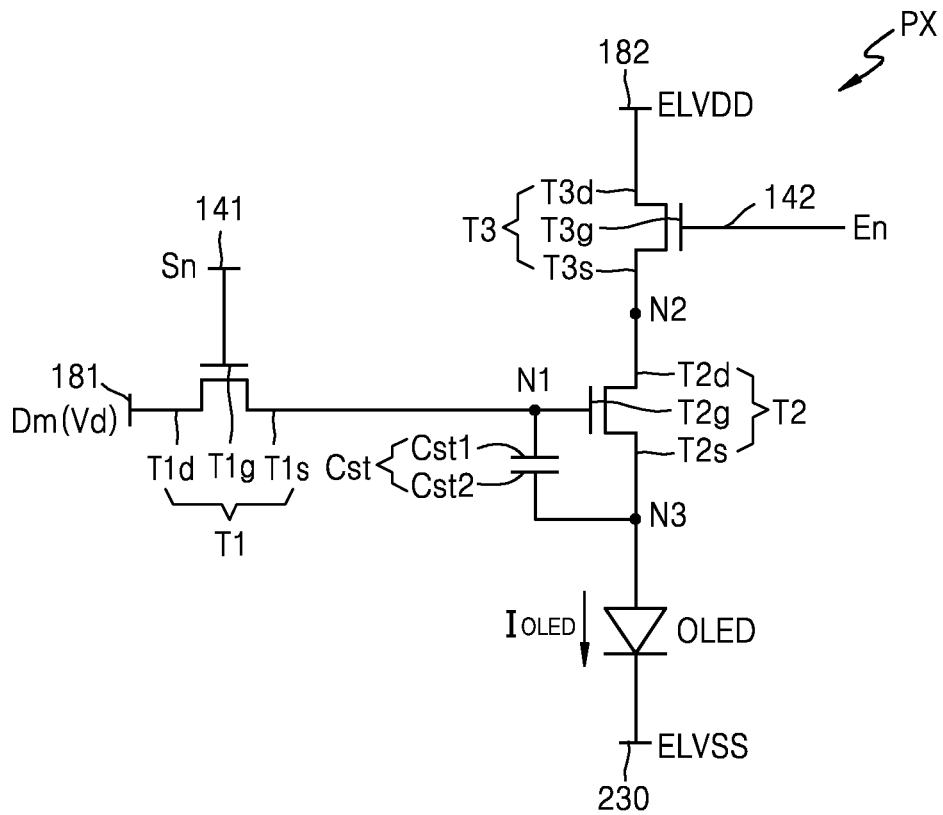 PX
182
ELVDD
T3d
T3g
T3s
T3
142
En
141
Sn
N2
181
Dm(Vd)
N1
T2d
T2g
T2s
T2
T1d
T1g
T1s
T1
Cst
Cst1
Cst2
N3
IOLED
OLED
ELVSS
230